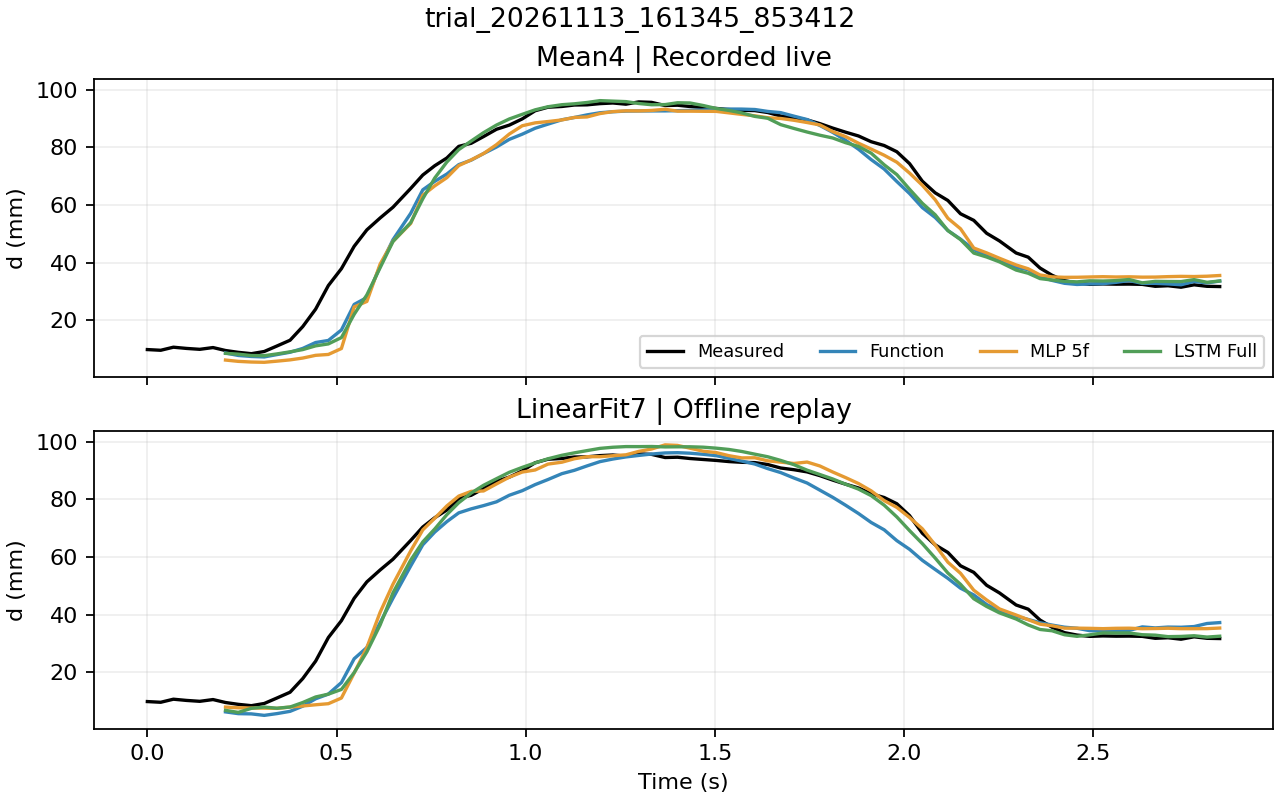 trial_20261113_161345_853412
Mean4 | Recorded live
d (mm)
100
80
60
40
20
Measured
Function
MLP 5f
LSTM Full
LinearFit7 | Offline replay
d (mm)
100
80
60
40
20
0.0
0.5
1.0
1.5
2.0
2.5
Time (s)